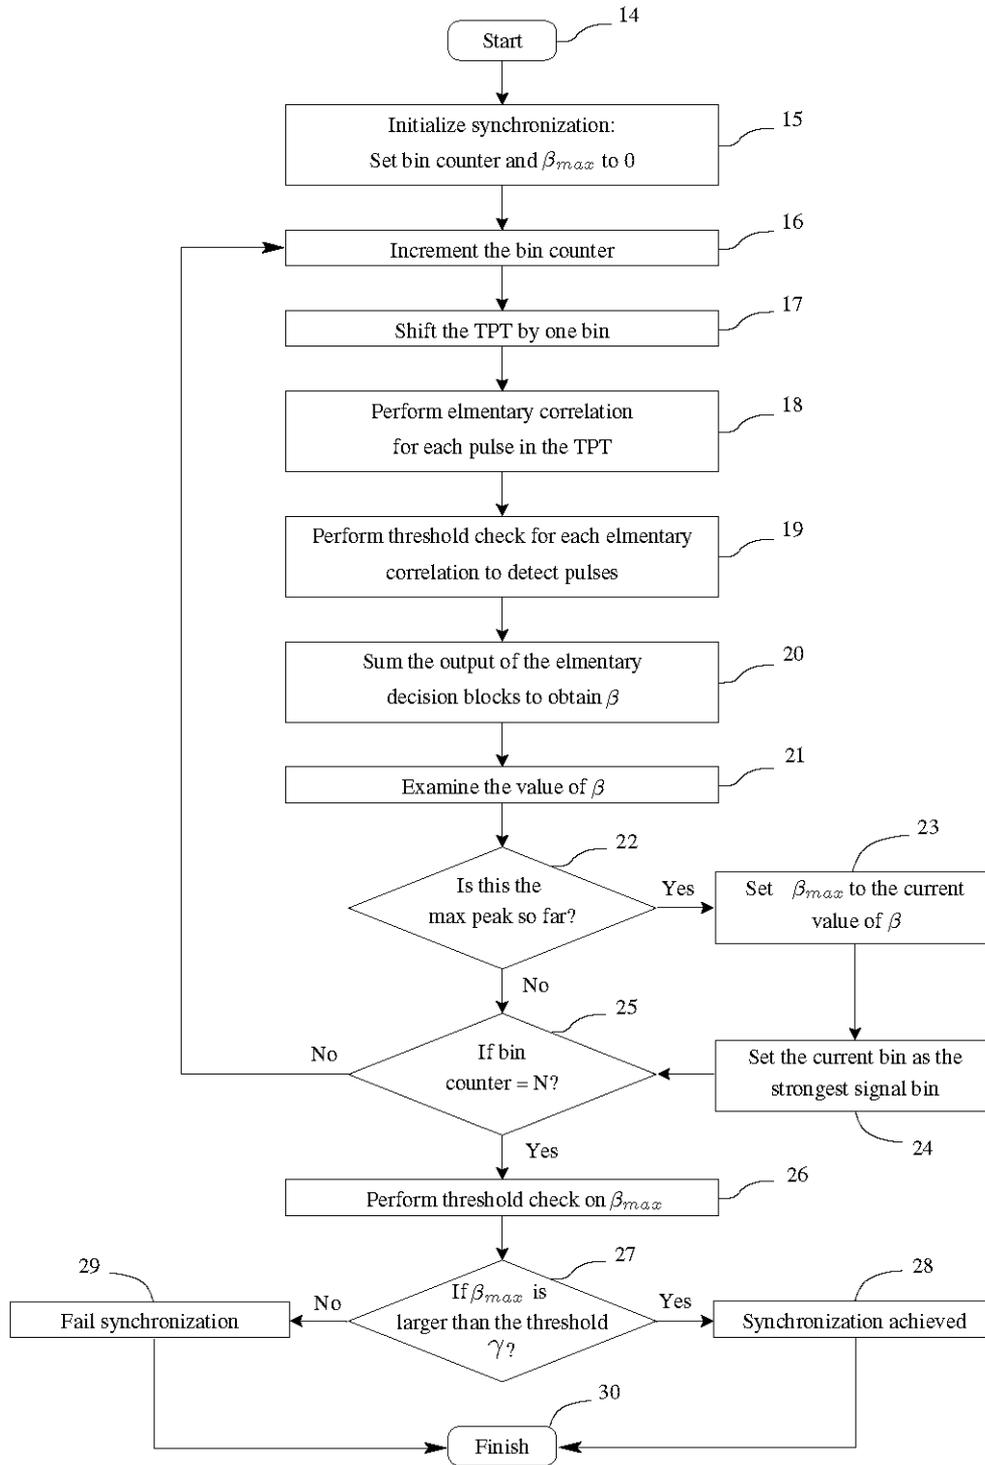 14
Start
15
Initialize synchronization:
Set bin counter and βmax to 0
16
Increment the bin counter
17
Shift the TPT by one bin
18
Perform elmentary correlation
for each pulse in the TPT
19
Perform threshold check for each elmentary
correlation to detect pulses
20
Sum the output of the elmentary
decision blocks to obtain β
21
Examine the value of β
22
Is this the
max peak so far?
Yes
23
Set βmax to the current
value of β
No
25
If bin
counter = N?
No
Set the current bin as the
strongest signal bin
24
Yes
26
Perform threshold check on βmax
27
If βmax is
larger than the threshold
γ?
No
29
Fail synchronization
Yes
28
Synchronization achieved
30
Finish